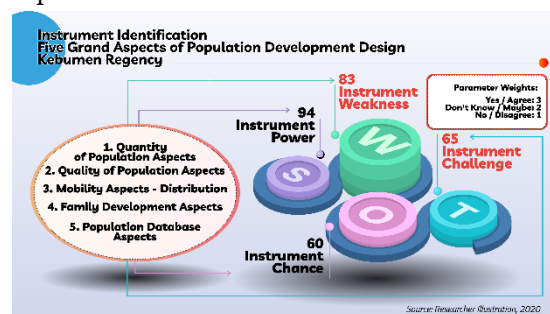 Instrument Identification
Five Grand Aspects of Population Development Design
Kebumen Regency
83
Instrument
Weakness
Parameter Weights:
Yes / Agree: 3
Don't Know / Maybe: 2
No / Disagree: 1
94
Instrument
Power
65
Instrument
Challenge
1. Quantity
of Population Aspects
2. Quality of Population Aspects
3. Mobility Aspects - Distribution
4. Family Development Aspects
5. Population Database
Aspects
S
W
O
T
60
Instrument
Chance
Source: Researcher Illustration, 2020